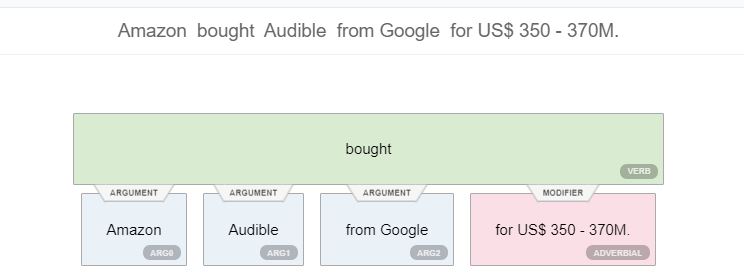 Amazon bought Audible from Google for US$ 350 - 370M.
bought
VERB
ARGUMENT ARGUMENT ARGUMENT MODIFIER
Amazon Audible from Google for US$ 350 - 370M.
ARG0 ARG1 ARG2 ADVERBIAL